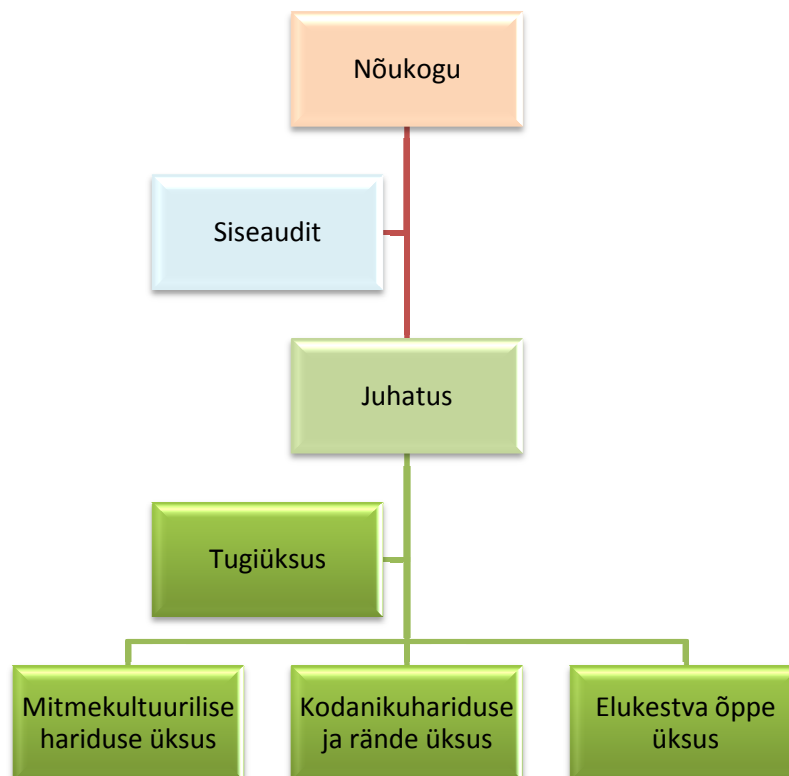 Nõukogu
Siseaudit
Juhatus
Tugiüksus
Mitmekultuurilise
hariduse üksus
Kodanikuhariduse
ja rände üksus
Elukestva õppe
üksus